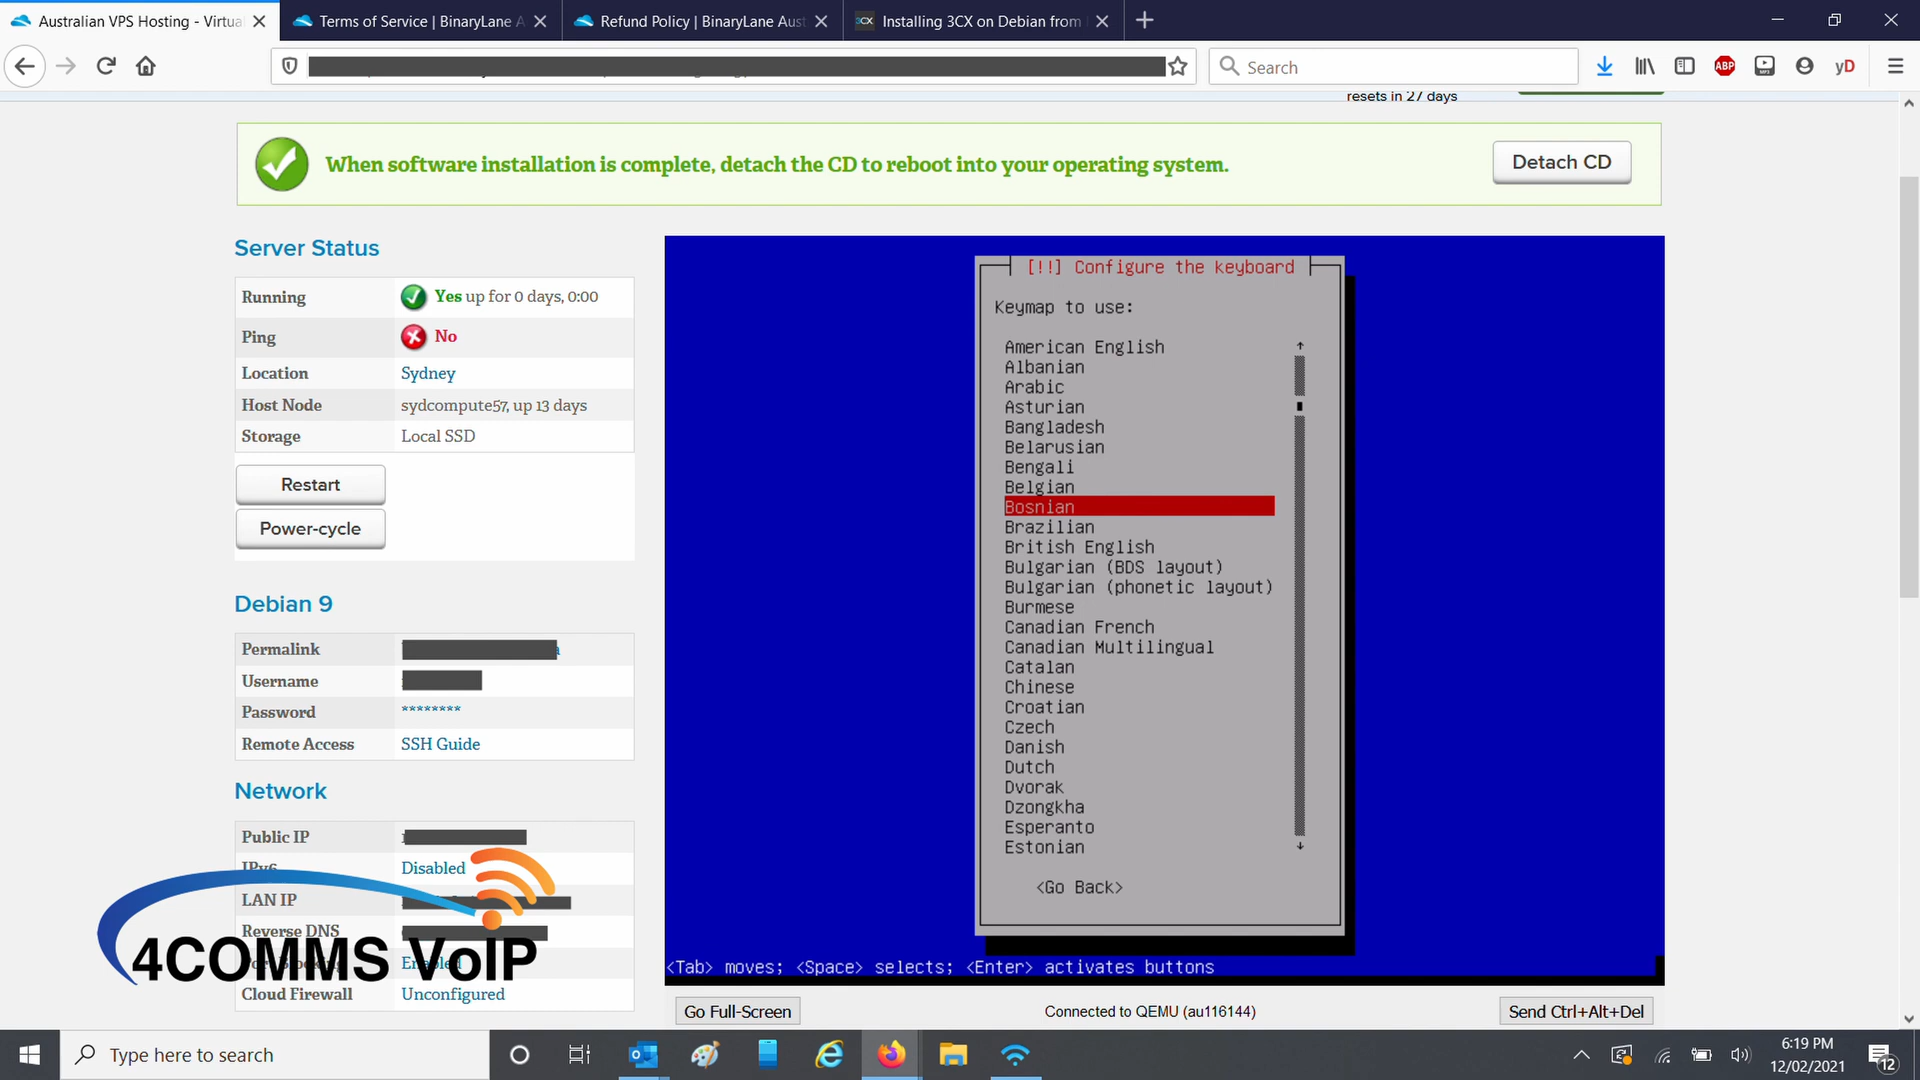 Australian VPS Hosting - Virtua
Terms of Service | BinaryLane A
Refund Policy | BinaryLane Aust
3CX Installing 3CX on Debian from
Search
ABP
MP3
yD
resets in 27 days
When software installation is complete, detach the CD to reboot into your operating system.
Detach CD
Server Status
Running Yes up for 0 days, 0:00
Ping No
Location Sydney
Host Node sydcompute57, up 13 days
Storage Local SSD
Restart
Power-cycle
Debian 9
Permalink
Username
Password ********
Remote Access SSH Guide
Network
Public IP
IPv6 Disabled
LAN IP
Reverse DNS
Enabled
Cloud Firewall Unconfigured
4COMMS VoIP
[!!] Configure the keyboard
Keymap to use:
American English
Albanian
Arabic
Asturian
Bangladesh
Belarusian
Bengali
Belgian
Bosnian
Brazilian
British English
Bulgarian (BDS layout)
Bulgarian (phonetic layout)
Burmese
Canadian French
Canadian Multilingual
Catalan
Chinese
Croatian
Czech
Danish
Dutch
Dvorak
Dzongkha
Esperanto
Estonian
<Go Back>
<Tab> moves; <Space> selects; <Enter> activates buttons
Go Full-Screen
Connected to QEMU (au116144)
Send Ctrl+Alt+Del
Type here to search
6:19 PM
12/02/2021
12